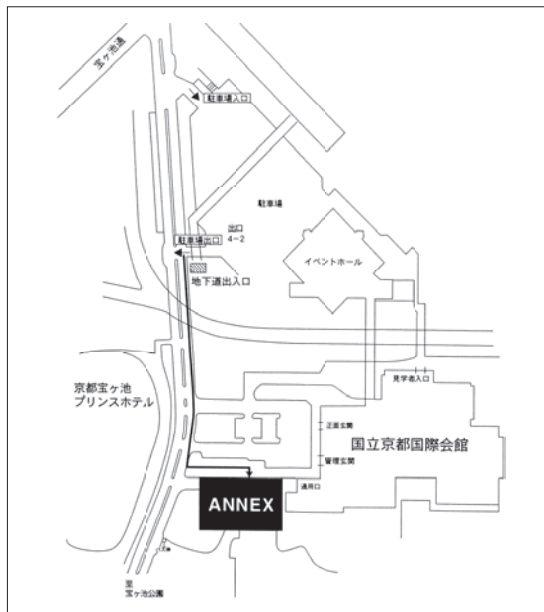 宝ヶ池通
駐車場入口
駐車場
出口
4-2
駐車場出口
地下道出入口
イベントホール
見学者入口
京都宝ヶ池
プリンスホテル
正面玄関
国立京都国際会館
管理玄関
通用口
ANNEX
至
宝ヶ池公園